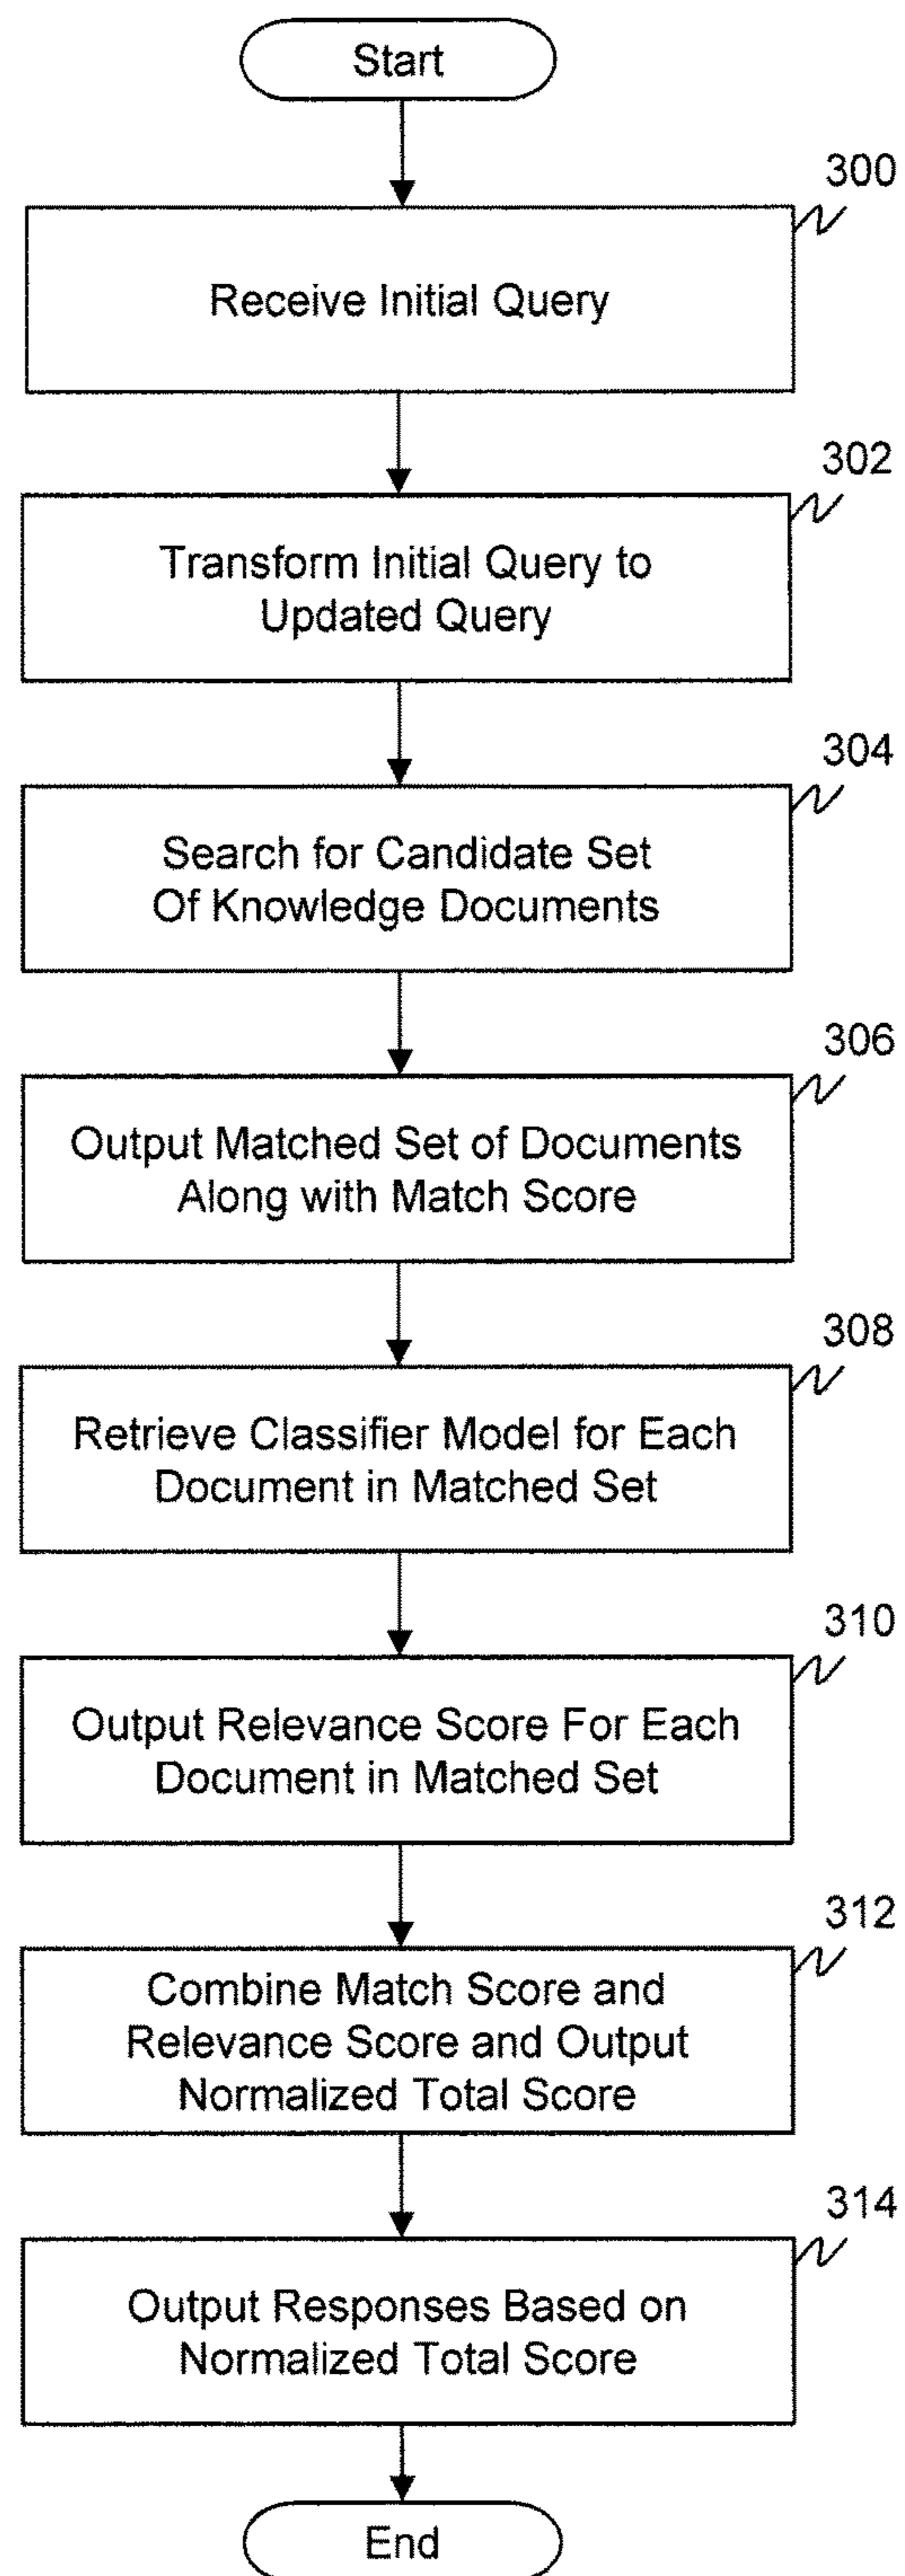 Start
300
Receive Initial Query
302
Transform Initial Query to
Updated Query
304
Search for Candidate Set
Of Knowledge Documents
306
Output Matched Set of Documents
Along with Match Score
308
Retrieve Classifier Model for Each
Document in Matched Set
310
Output Relevance Score For Each
Document in Matched Set
312
Combine Match Score and
Relevance Score and Output
Normalized Total Score
314
Output Responses Based on
Normalized Total Score
End